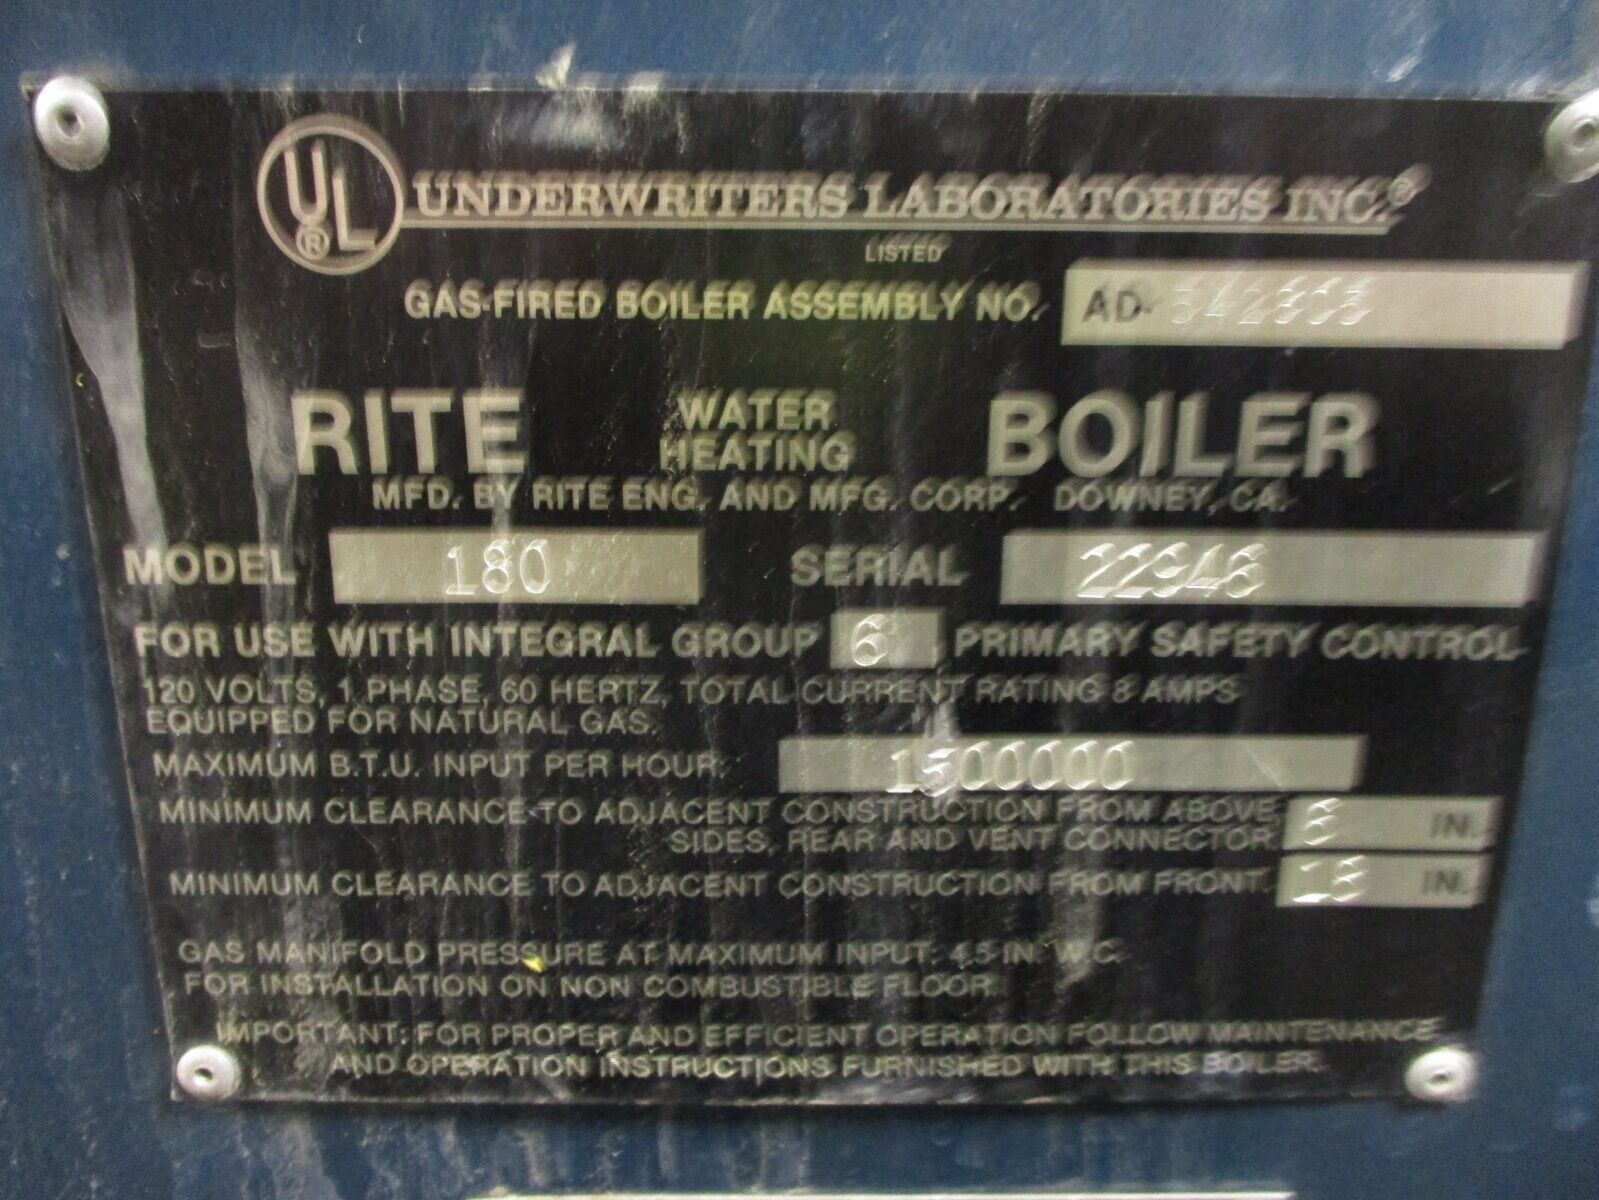 UL
®
UNDERWRITERS LABORATORIES INC.®
LISTED
GAS-FIRED BOILER ASSEMBLY NO. AD-
RITE WATER HEATING BOILER
MFD. BY RITE ENG. AND MFG. CORP. DOWNEY, CA.
MODEL 180 SERIAL
FOR USE WITH INTEGRAL GROUP 6 PRIMARY SAFETY CONTROL
120 VOLTS, 1 PHASE, 60 HERTZ, TOTAL CURRENT RATING 8 AMPS
EQUIPPED FOR NATURAL GAS.
MAXIMUM B.T.U. INPUT PER HOUR. 1500000
MINIMUM CLEARANCE TO ADJACENT CONSTRUCTION FROM ABOVE,
SIDES, REAR AND VENT CONNECTOR. IN.
MINIMUM CLEARANCE TO ADJACENT CONSTRUCTION FROM FRONT. IN.
GAS MANIFOLD PRESSURE AT MAXIMUM INPUT: 4.5 IN. W.C.
FOR INSTALLATION ON NON COMBUSTIBLE FLOOR.
IMPORTANT: FOR PROPER AND EFFICIENT OPERATION FOLLOW MAINTENANCE
AND OPERATION INSTRUCTIONS FURNISHED WITH THIS BOILER.